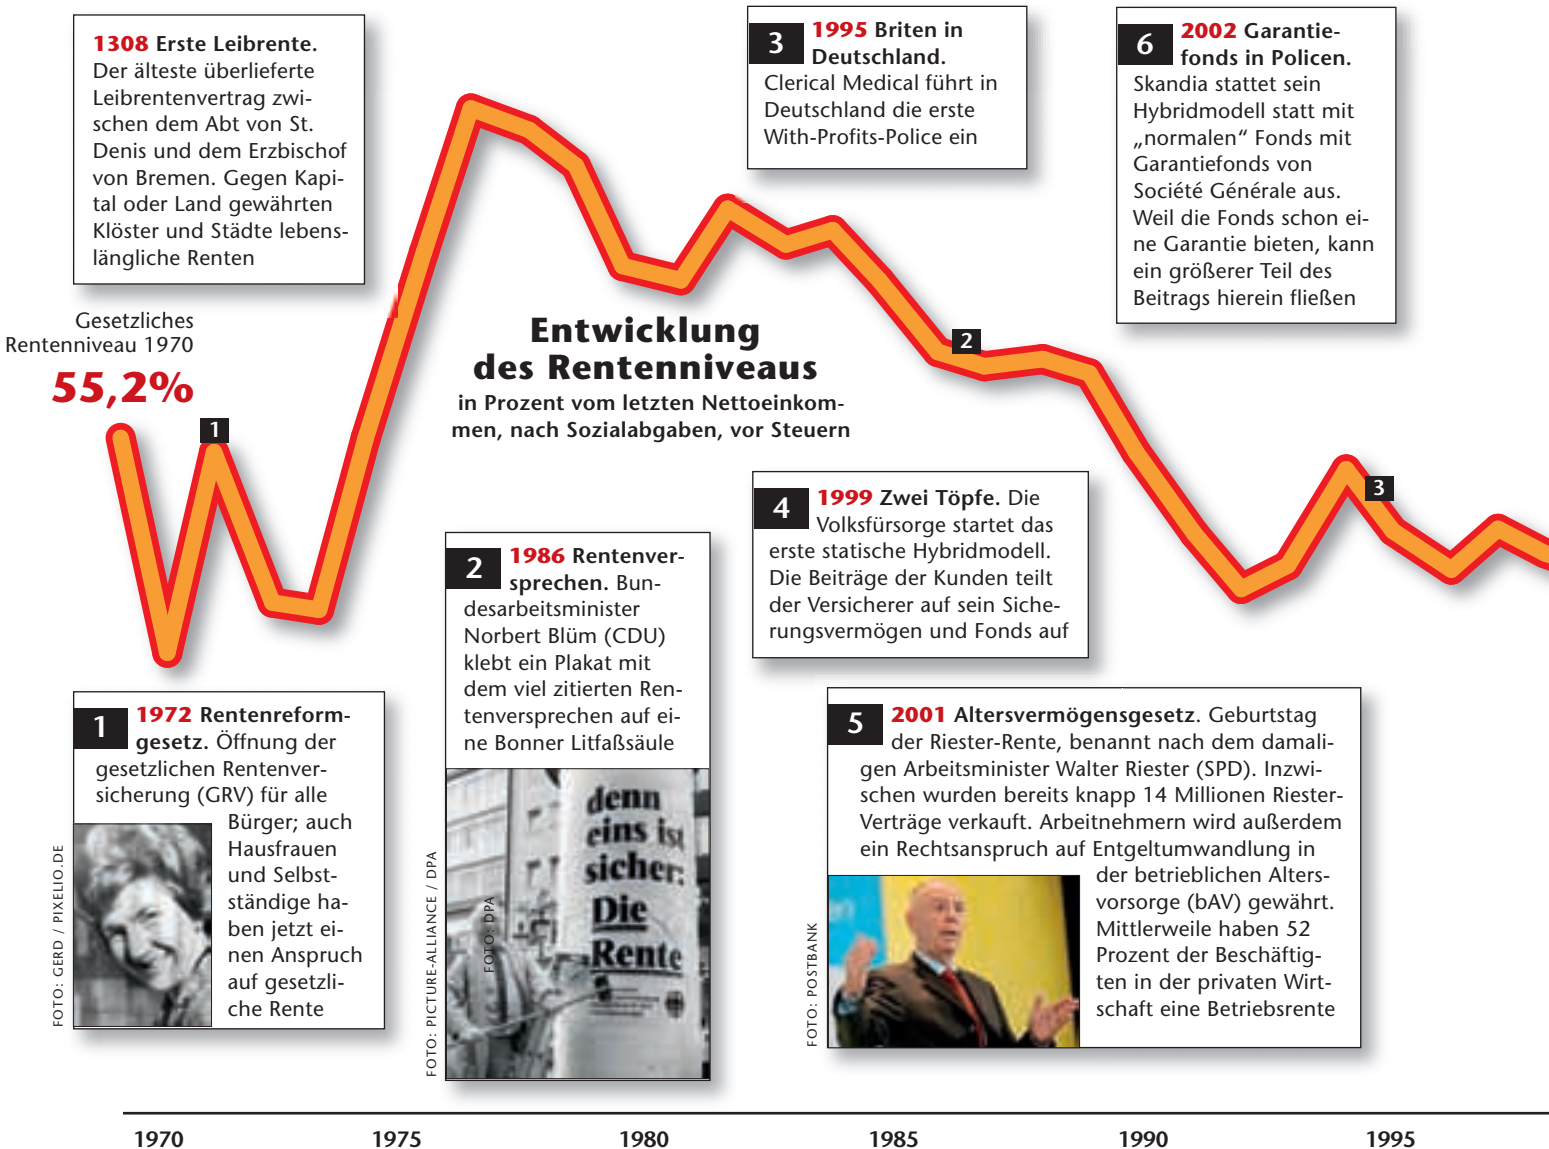 1308 Erste Leibrente.
Der älteste überlieferte
Leibrentenvertrag zwi-
schen dem Abt von St.
Denis und dem Erzbischof
von Bremen. Gegen Kapi-
tal oder Land gewährten
Klöster und Städte lebens-
längliche Renten
3
1995 Briten in
Deutschland.
Clerical Medical führt in
Deutschland die erste
With-Profits-Police ein
6
2002 Garantie-
fonds in Policen.
Skandia stattet sein
Hybridmodell statt mit
„normalen“ Fonds mit
Garantiefonds von
Société Générale aus.
Weil die Fonds schon ei-
ne Garantie bieten, kann
ein größerer Teil des
Beitrags hierein fließen
Gesetzliches
Rentenniveau 1970
55,2%
Entwicklung
des Rentenniveaus
in Prozent vom letzten Nettoeinkom-
men, nach Sozialabgaben, vor Steuern
1
2
3
4
1999 Zwei Töpfe. Die
Volksfürsorge startet das
erste statische Hybridmodell.
Die Beiträge der Kunden teilt
der Versicherer auf sein Siche-
rungsvermögen und Fonds auf
2
1986 Rentenver-
sprechen. Bun-
desarbeitsminister
Norbert Blüm (CDU)
klebt ein Plakat mit
dem viel zitierten Ren-
tenversprechen auf ei-
ne Bonner Litfaßsäule
denn
eins ist
sicher:
Die
Rente
FOTO: DPA
FOTO: PICTURE-ALLIANCE / DPA
1
1972 Rentenreform-
gesetz. Öffnung der
gesetzlichen Rentenver-
sicherung (GRV) für alle
Bürger; auch
Hausfrauen
und Selbst-
ständige ha-
ben jetzt ei-
nen Anspruch
auf gesetzli-
che Rente
FOTO: GERD / PIXELIO.DE
5
2001 Altersvermögensgesetz. Geburtstag
der Riester-Rente, benannt nach dem damali-
gen Arbeitsminister Walter Riester (SPD). Inzwi-
schen wurden bereits knapp 14 Millionen Riester-
Verträge verkauft. Arbeitnehmern wird außerdem
ein Rechtsanspruch auf Entgeltumwandlung in
der betrieblichen Alters-
vorsorge (bAV) gewährt.
Mittlerweile haben 52
Prozent der Beschäftig-
ten in der privaten Wirt-
schaft eine Betriebsrente
FOTO: POSTBANK
1970 1975 1980 1985 1990 1995